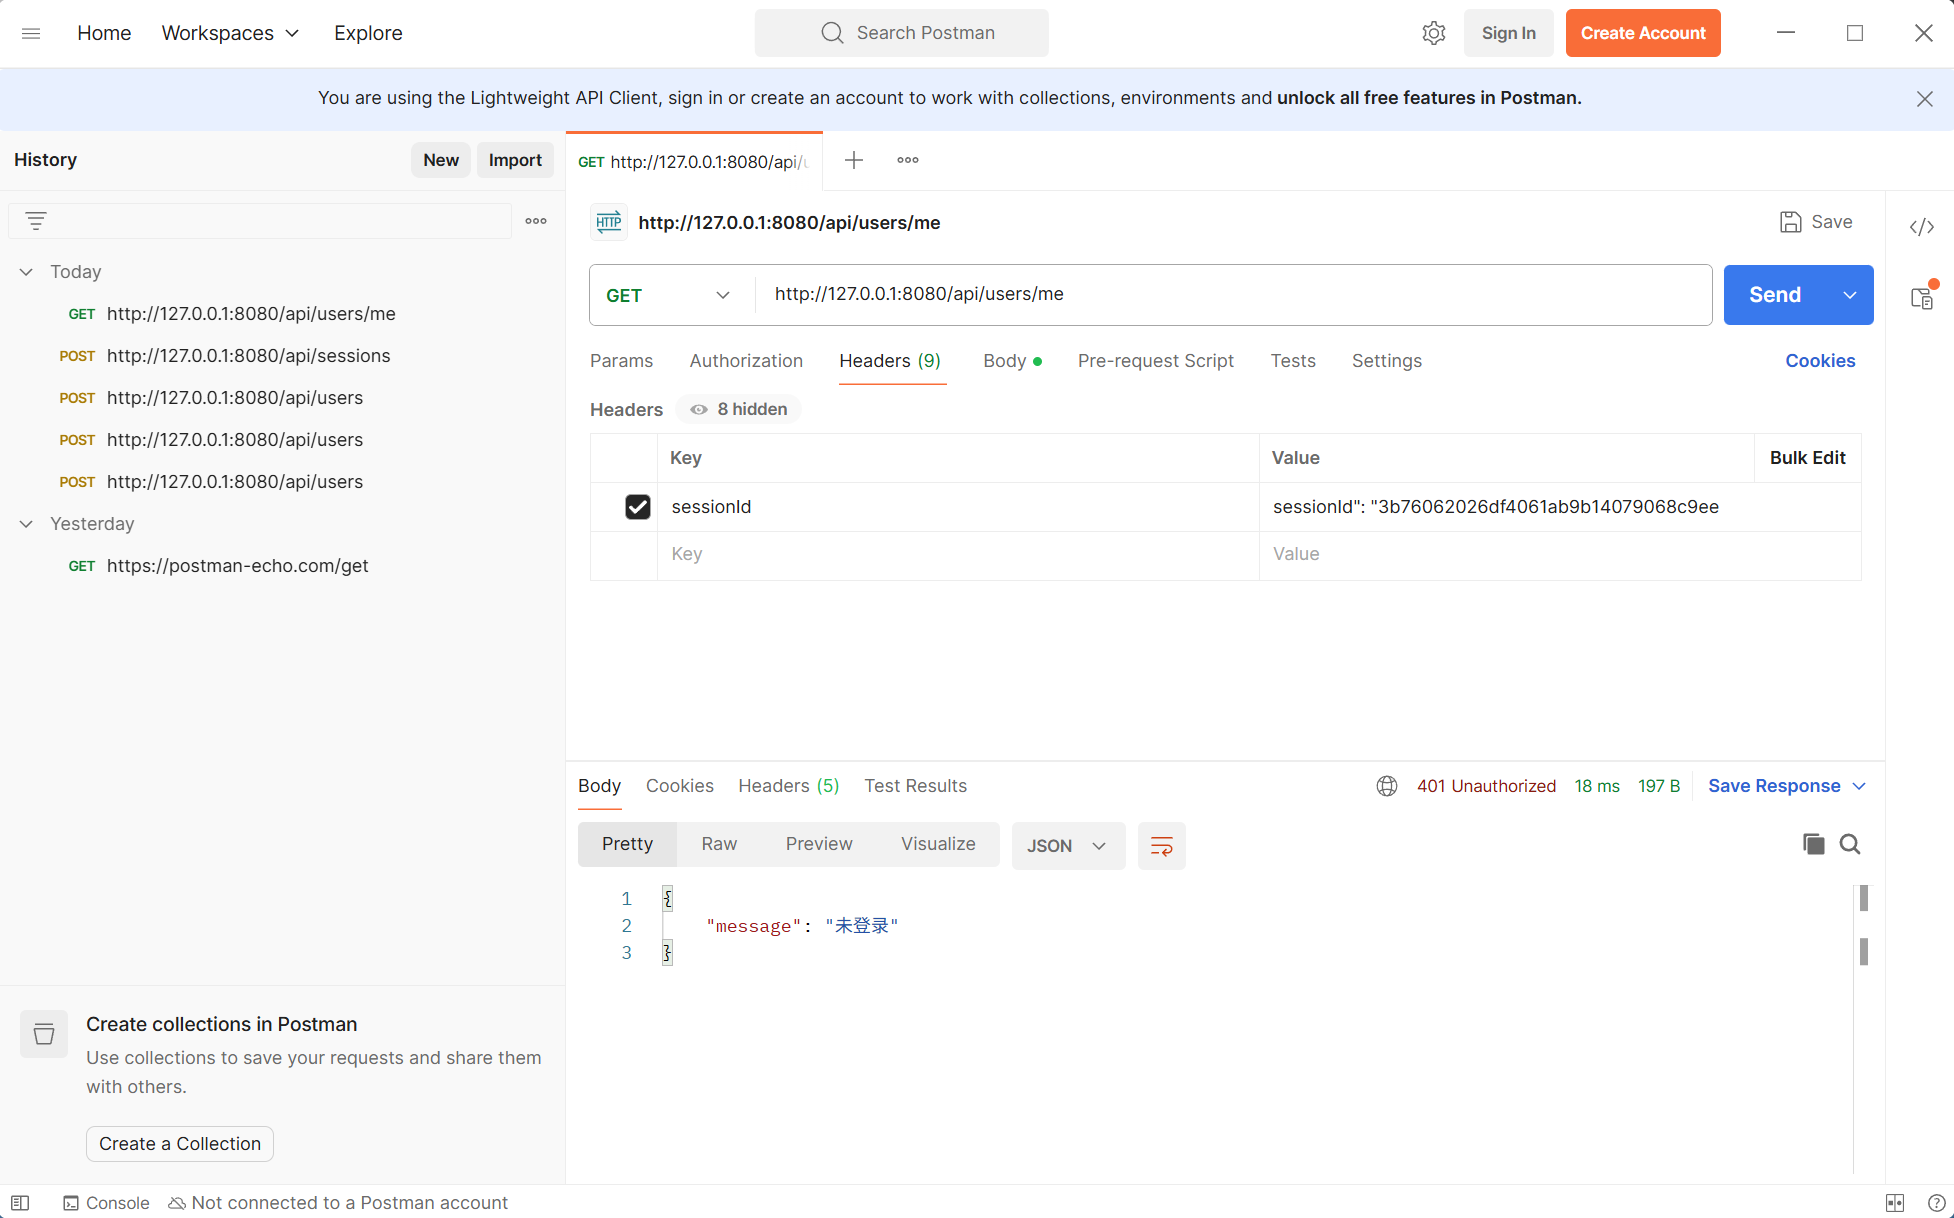 Home Workspaces Explore Search Postman Sign In Create Account
You are using the Lightweight API Client, sign in or create an account to work with collections, environments and unlock all free features in Postman.
History New Import
GET http://127.0.0.1:8080/api/u
HTTP http://127.0.0.1:8080/api/users/me Save
Today
GET http://127.0.0.1:8080/api/users/me
POST http://127.0.0.1:8080/api/sessions
POST http://127.0.0.1:8080/api/users
POST http://127.0.0.1:8080/api/users
POST http://127.0.0.1:8080/api/users
Yesterday
GET https://postman-echo.com/get
GET http://127.0.0.1:8080/api/users/me Send
Params Authorization Headers (9) Body Pre-request Script Tests Settings Cookies
Headers 8 hidden
Key Value Bulk Edit
sessionId sessionId": "3b76062026df4061ab9b14079068c9ee
Key Value
Body Cookies Headers (5) Test Results 401 Unauthorized 18 ms 197 B Save Response
Pretty Raw Preview Visualize JSON
1 {
2 "message": "未登录"
3 }
Create collections in Postman
Use collections to save your requests and share them
with others.
Create a Collection
Console Not connected to a Postman account